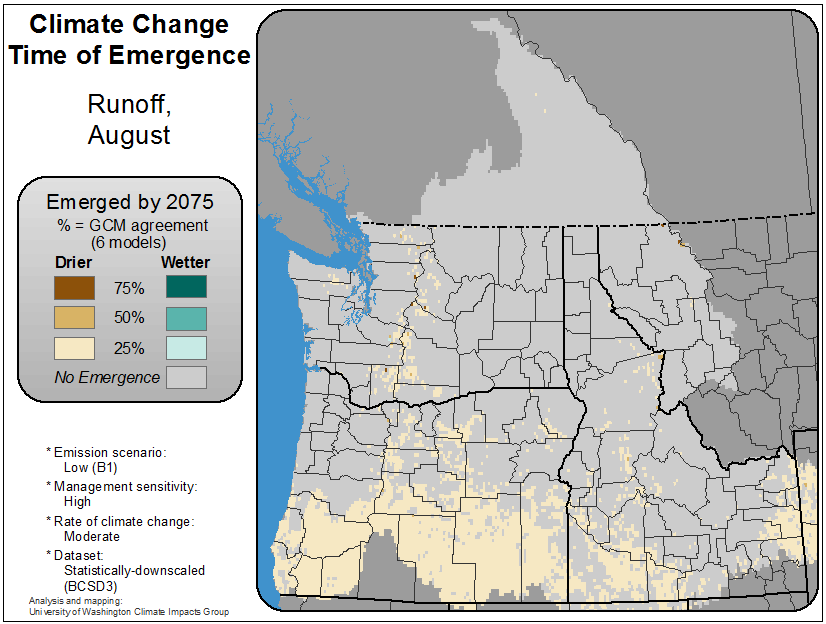 Climate Change
Time of Emergence
Runoff,
August
Emerged by 2075
% = GCM agreement
(6 models)
Drier Wetter
75%
50%
25%
No Emergence
* Emission scenario:
Low (B1)
* Management sensitivity:
High
* Rate of climate change:
Moderate
* Dataset:
Statistically-downscaled
(BCSD3)
Analysis and mapping:
University of Washington Climate Impacts Group